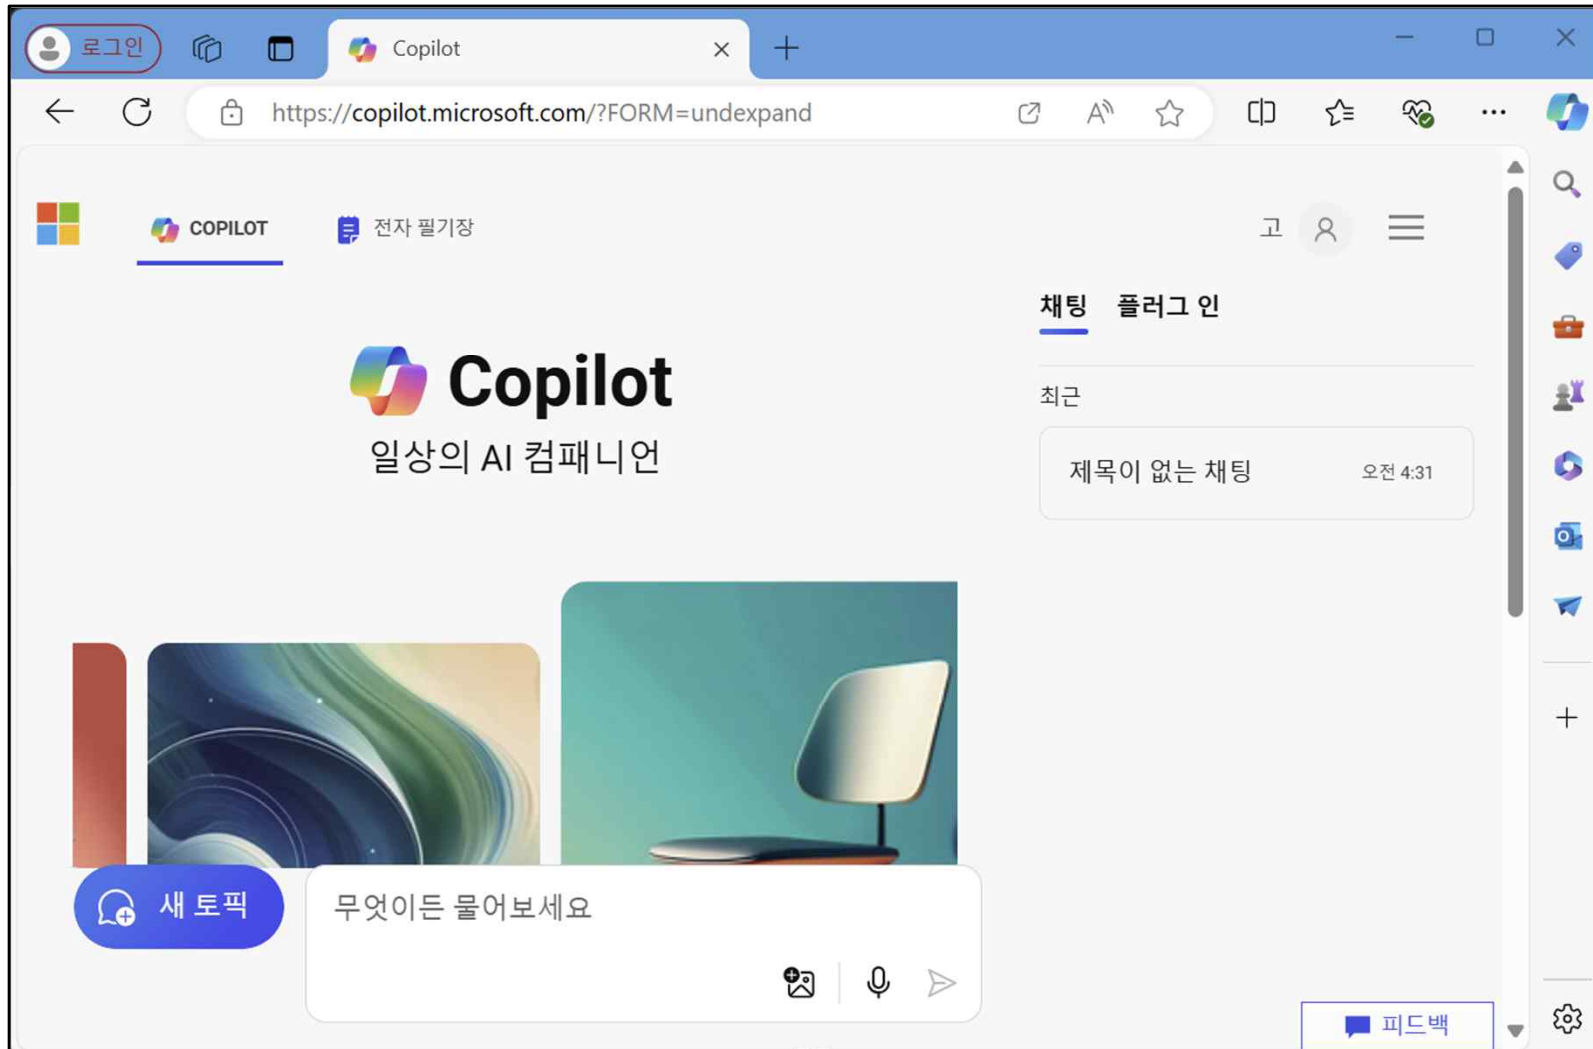 로그인
Copilot
https://copilot.microsoft.com/?FORM=undexpand
COPILOT
전자 필기장
고
채팅 플러그 인
Copilot
일상의 AI 컴패니언
최근
제목이 없는 채팅 오전 4:31
새 토픽
무엇이든 물어보세요
피드백